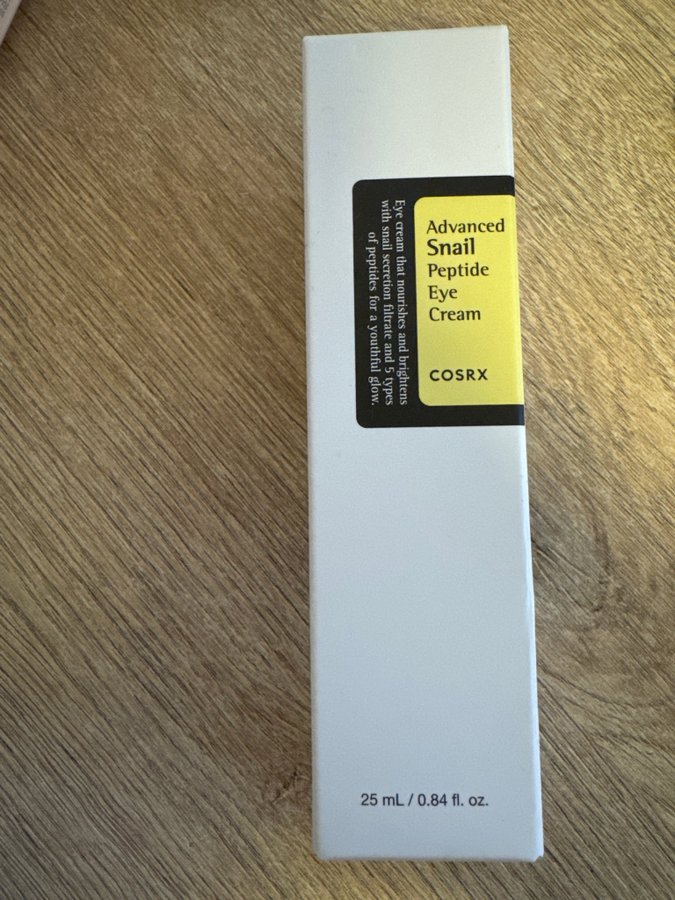 Advanced
Snail
Peptide
Eye
Cream
COSRX
Eye cream that nourishes and brightens
with snail secretion filtrate and 5 types
of peptides for a youthful glow.
25 mL / 0.84 fl. oz.